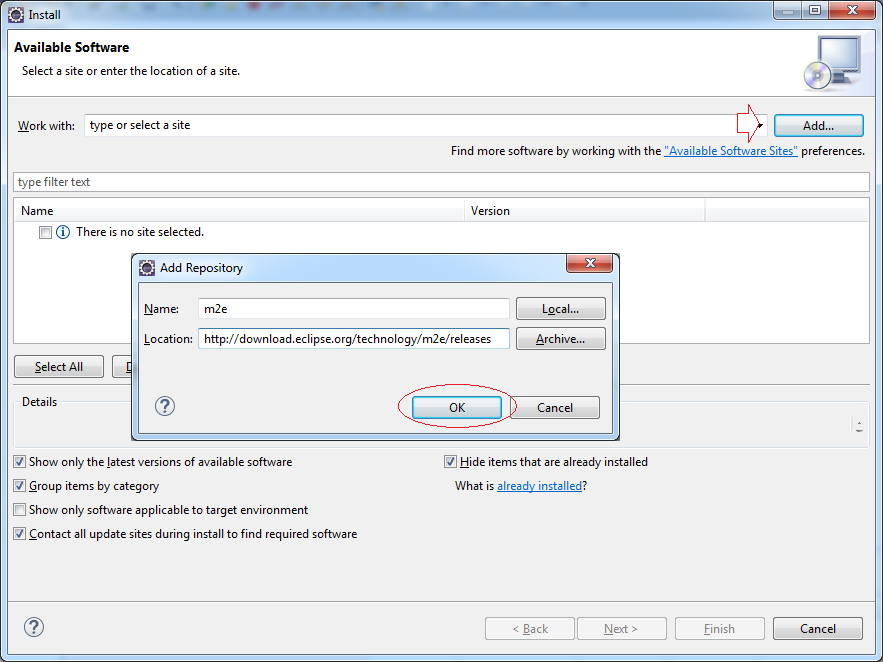 Install
Available Software
Select a site or enter the location of a site.
Work with: type or select a site Add...
Find more software by working with the "Available Software Sites" preferences.
type filter text
Name Version
There is no site selected.
Add Repository
Name: m2e Local...
Location: http://download.eclipse.org/technology/m2e/releases Archive...
Select All
OK Cancel
Details
Show only the latest versions of available software Hide items that are already installed
Group items by category What is already installed?
Show only software applicable to target environment
Contact all update sites during install to find required software
< Back Next > Finish Cancel